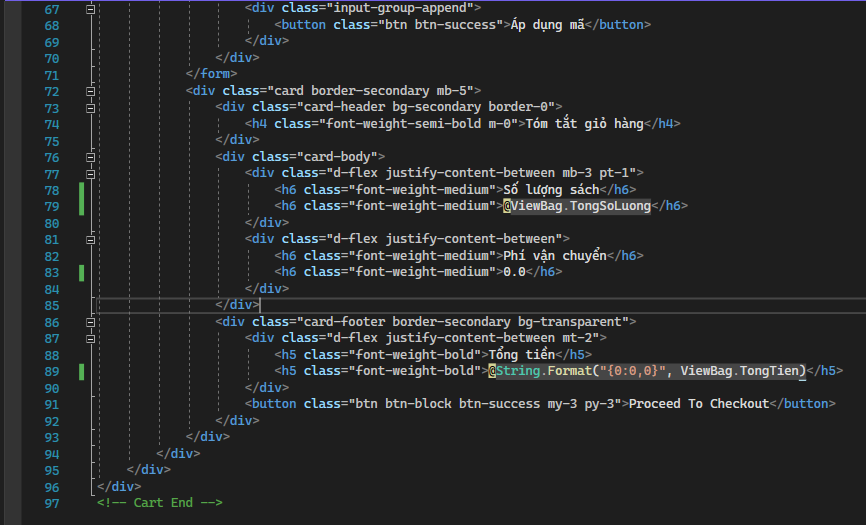 67 <div class="input-group-append">
68 <button class="btn btn-success">Áp dụng mã</button>
69 </div>
70 </div>
71 </form>
72 <div class="card border-secondary mb-5">
73 <div class="card-header bg-secondary border-0">
74 <h4 class="font-weight-semi-bold m-0">Tóm tắt giỏ hàng</h4>
75 </div>
76 <div class="card-body">
77 <div class="d-flex justify-content-between mb-3 pt-1">
78 <h6 class="font-weight-medium">Số lượng sách</h6>
79 <h6 class="font-weight-medium">@ViewBag.TongSoLuong</h6>
80 </div>
81 <div class="d-flex justify-content-between">
82 <h6 class="font-weight-medium">Phí vận chuyển</h6>
83 <h6 class="font-weight-medium">0.0</h6>
84 </div>
85 </div>
86 <div class="card-footer border-secondary bg-transparent">
87 <div class="d-flex justify-content-between mt-2">
88 <h5 class="font-weight-bold">Tổng tiền</h5>
89 <h5 class="font-weight-bold">@String.Format("{0:0,0}", ViewBag.TongTien)</h5>
90 </div>
91 <button class="btn btn-block btn-success my-3 py-3">Proceed To Checkout</button>
92 </div>
93 </div>
94 </div>
95 </div>
96 </div>
97 <!-- Cart End -->